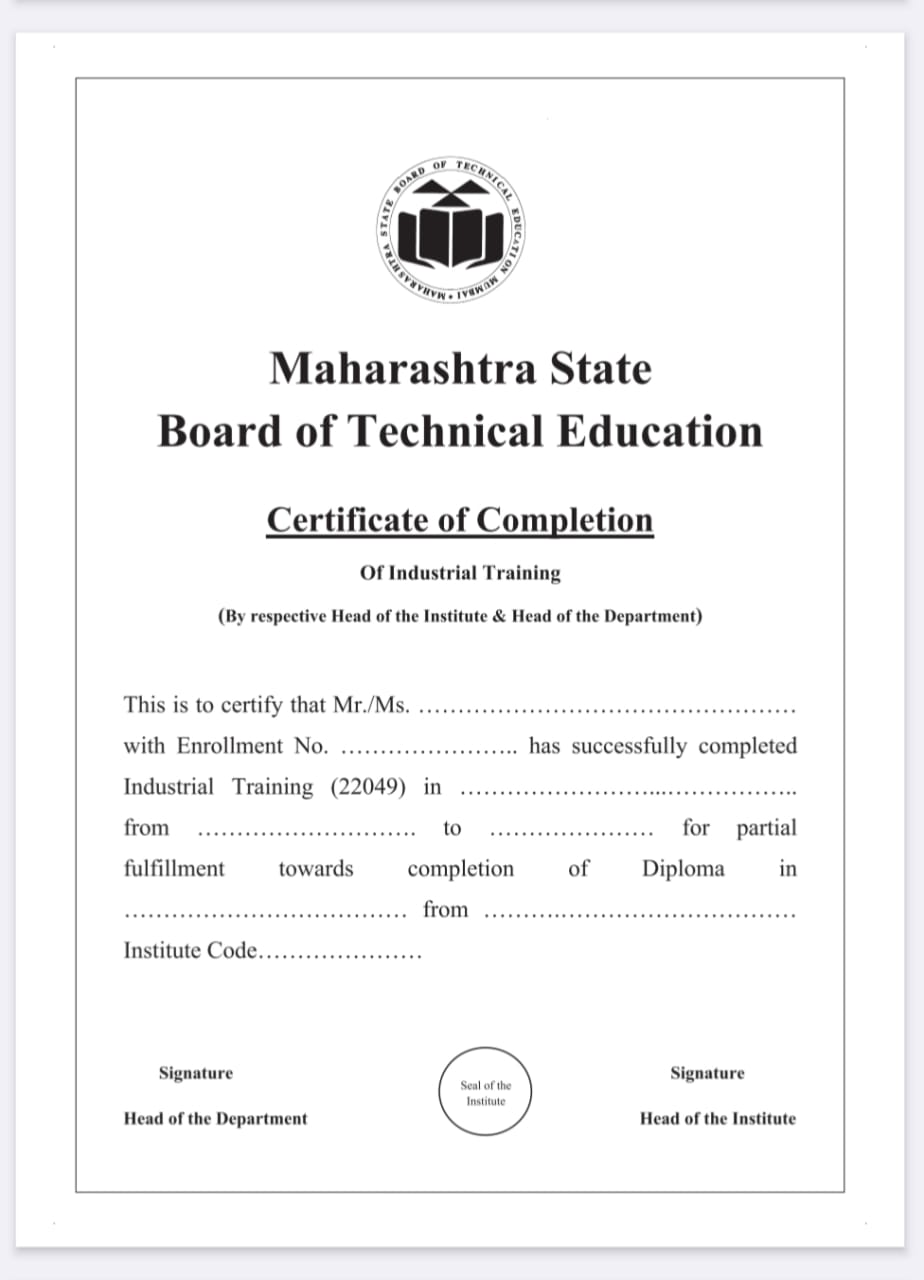 MAHARASHTRA STATE BOARD OF TECHNICAL EDUCATION MUMBAI •
Maharashtra State
Board of Technical Education
Certificate of Completion
Of Industrial Training
(By respective Head of the Institute & Head of the Department)
This is to certify that Mr./Ms. ………………………………………….
with Enrollment No. ………………….. has successfully completed
Industrial Training (22049) in ……………………..……………..
from ………………………. to ………………… for partial
fulfillment towards completion of Diploma in
……………………………… from ………………………………….
Institute Code…………………
Signature
Seal of the
Institute
Signature
Head of the Department
Head of the Institute